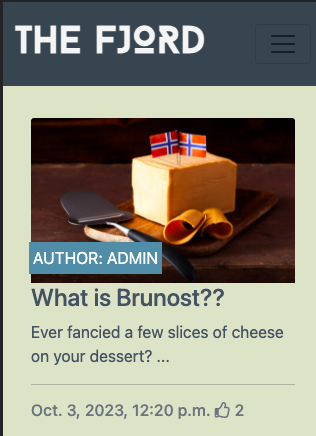 THE FJORD
AUTHOR: ADMIN
What is Brunost??
Ever fancied a few slices of cheese
on your dessert? ...
Oct. 3, 2023, 12:20 p.m. 2